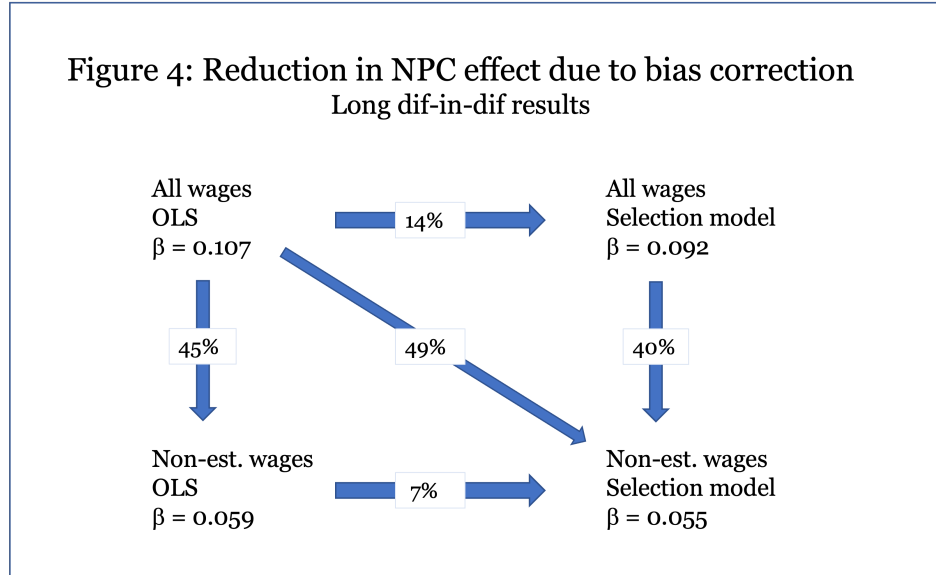 Figure 4: Reduction in NPC effect due to bias correction
Long dif-in-dif results
All wages
OLS
β = 0.107
14%
All wages
Selection model
β = 0.092
45%
49%
40%
Non-est. wages
OLS
β = 0.059
7%
Non-est. wages
Selection model
β = 0.055